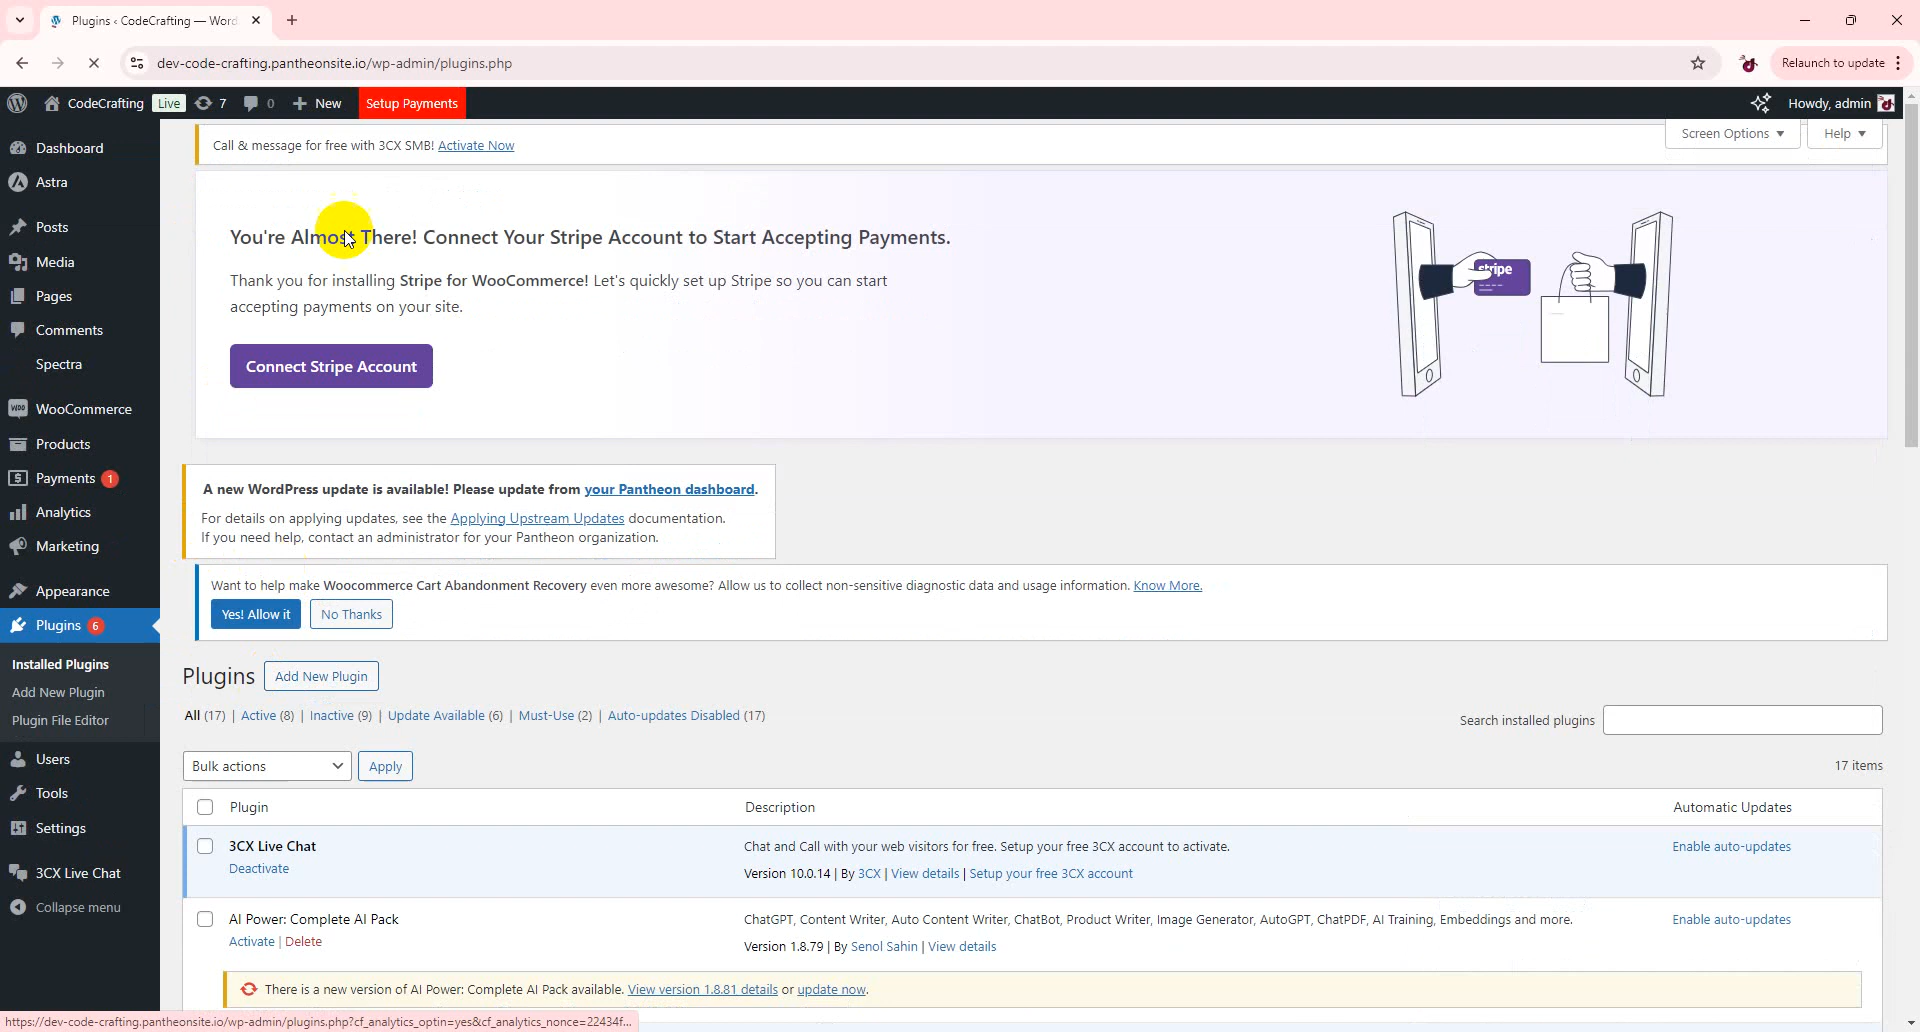 Plugins ‹ CodeCrafting — Word
dev-code-crafting.pantheonsite.io/wp-admin/plugins.php
Relaunch to update
CodeCrafting Live 7 0 New Setup Payments
Howdy, admin
Dashboard
Astra
Posts
Media
Pages
Comments
Spectra
WooCommerce
Products
Payments 1
Analytics
Marketing
Appearance
Plugins 6
Installed Plugins
Add New Plugin
Plugin File Editor
Users
Tools
Settings
3CX Live Chat
Collapse menu
Screen Options
Help
Call & message for free with 3CX SMB! Activate Now
You're Almost There! Connect Your Stripe Account to Start Accepting Payments.
Thank you for installing Stripe for WooCommerce! Let's quickly set up Stripe so you can start
accepting payments on your site.
Connect Stripe Account
stripe
A new WordPress update is available! Please update from your Pantheon dashboard.
For details on applying updates, see the Applying Upstream Updates documentation.
If you need help, contact an administrator for your Pantheon organization.
Want to help make Woocommerce Cart Abandonment Recovery even more awesome? Allow us to collect non-sensitive diagnostic data and usage information. Know More.
Yes! Allow it
No Thanks
Plugins Add New Plugin
All (17) | Active (8) | Inactive (9) | Update Available (6) | Must-Use (2) | Auto-updates Disabled (17)
Search installed plugins
Bulk actions Apply
17 items
Plugin Description Automatic Updates
3CX Live Chat
Deactivate
Chat and Call with your web visitors for free. Setup your free 3CX account to activate.
Version 10.0.14 | By 3CX | View details | Setup your free 3CX account
Enable auto-updates
AI Power: Complete AI Pack
Activate | Delete
ChatGPT, Content Writer, Auto Content Writer, ChatBot, Product Writer, Image Generator, AutoGPT, ChatPDF, AI Training, Embeddings and more.
Version 1.8.79 | By Senol Sahin | View details
Enable auto-updates
There is a new version of AI Power: Complete AI Pack available. View version 1.8.81 details or update now.
https://dev-code-crafting.pantheonsite.io/wp-admin/plugins.php?cf_analytics_optin=yes&cf_analytics_nonce=22434f...